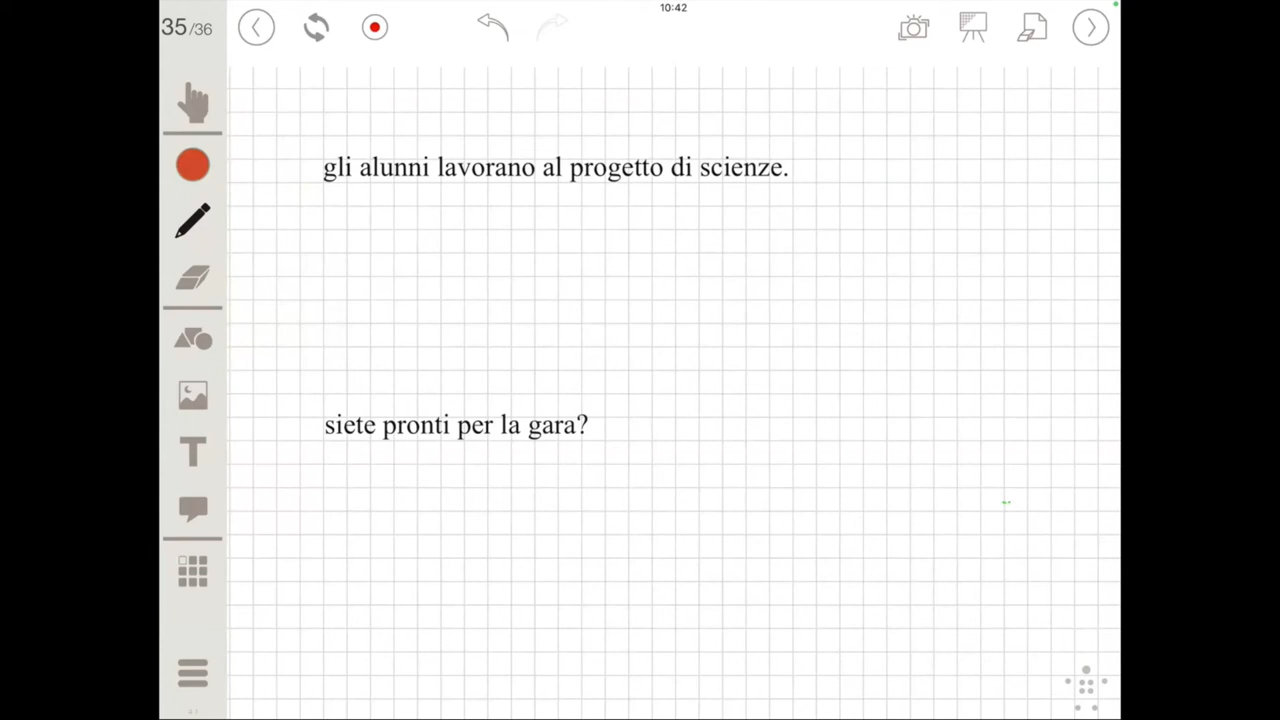 10:42
35/36
gli alunni lavorano al progetto di scienze.
siete pronti per la gara?
T